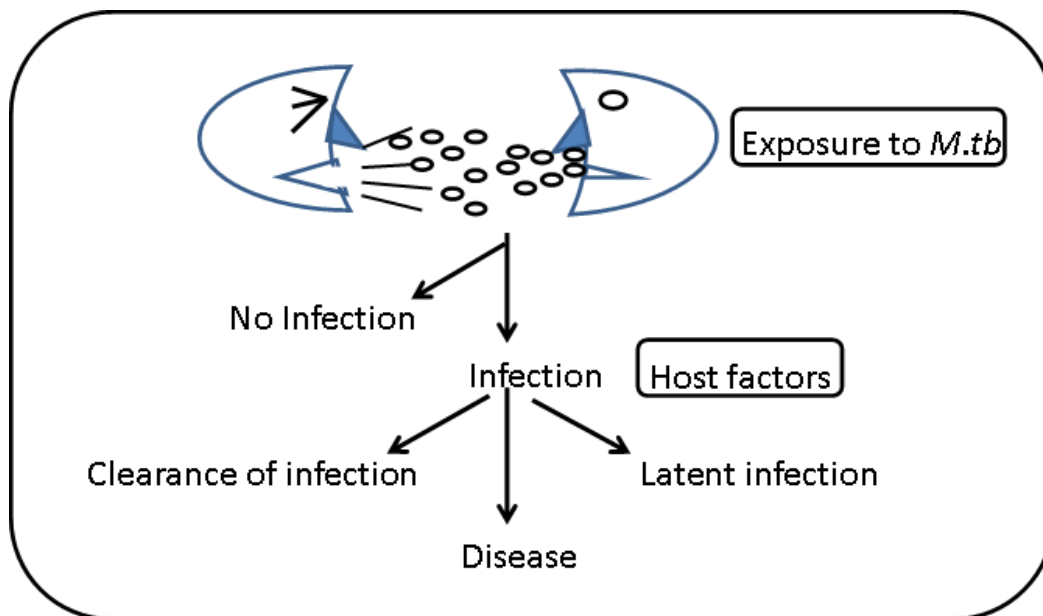 Exposure to M.tb
No Infection
Infection
Host factors
Clearance of infection
Latent infection
Disease